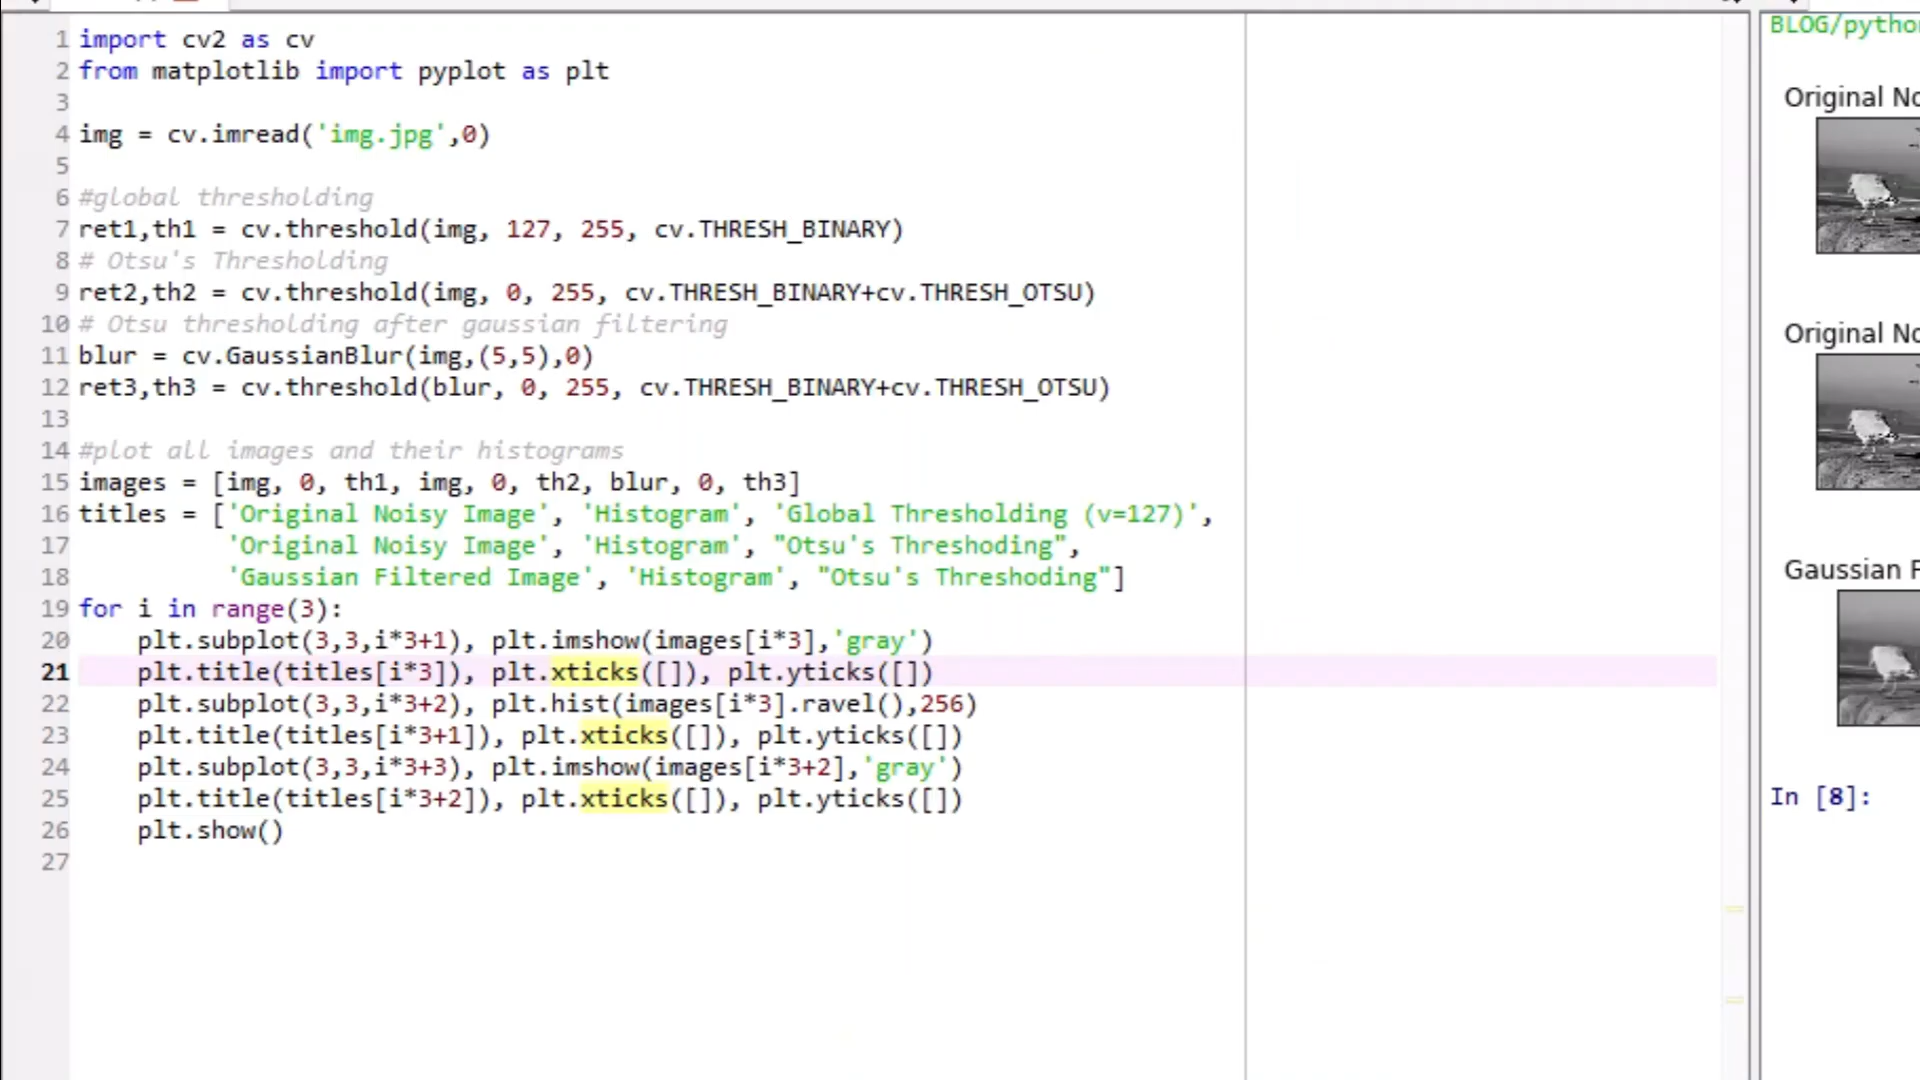 1 import cv2 as cv
2 from matplotlib import pyplot as plt
3
4 img = cv.imread('img.jpg',0)
5
6 #global thresholding
7 ret1,th1 = cv.threshold(img, 127, 255, cv.THRESH_BINARY)
8 # Otsu's Thresholding
9 ret2,th2 = cv.threshold(img, 0, 255, cv.THRESH_BINARY+cv.THRESH_OTSU)
10 # Otsu thresholding after gaussian filtering
11 blur = cv.GaussianBlur(img,(5,5),0)
12 ret3,th3 = cv.threshold(blur, 0, 255, cv.THRESH_BINARY+cv.THRESH_OTSU)
13
14 #plot all images and their histograms
15 images = [img, 0, th1, img, 0, th2, blur, 0, th3]
16 titles = ['Original Noisy Image', 'Histogram', 'Global Thresholding (v=127)',
17 'Original Noisy Image', 'Histogram', "Otsu's Threshoding",
18 'Gaussian Filtered Image', 'Histogram', "Otsu's Threshoding"]
19 for i in range(3):
20     plt.subplot(3,3,i*3+1), plt.imshow(images[i*3],'gray')
21     plt.title(titles[i*3]), plt.xticks([]), plt.yticks([])
22     plt.subplot(3,3,i*3+2), plt.hist(images[i*3].ravel(),256)
23     plt.title(titles[i*3+1]), plt.xticks([]), plt.yticks([])
24     plt.subplot(3,3,i*3+3), plt.imshow(images[i*3+2],'gray')
25     plt.title(titles[i*3+2]), plt.xticks([]), plt.yticks([])
26     plt.show()
27
BLOG/pytho
Original No
Original No
Gaussian F
In [8]: